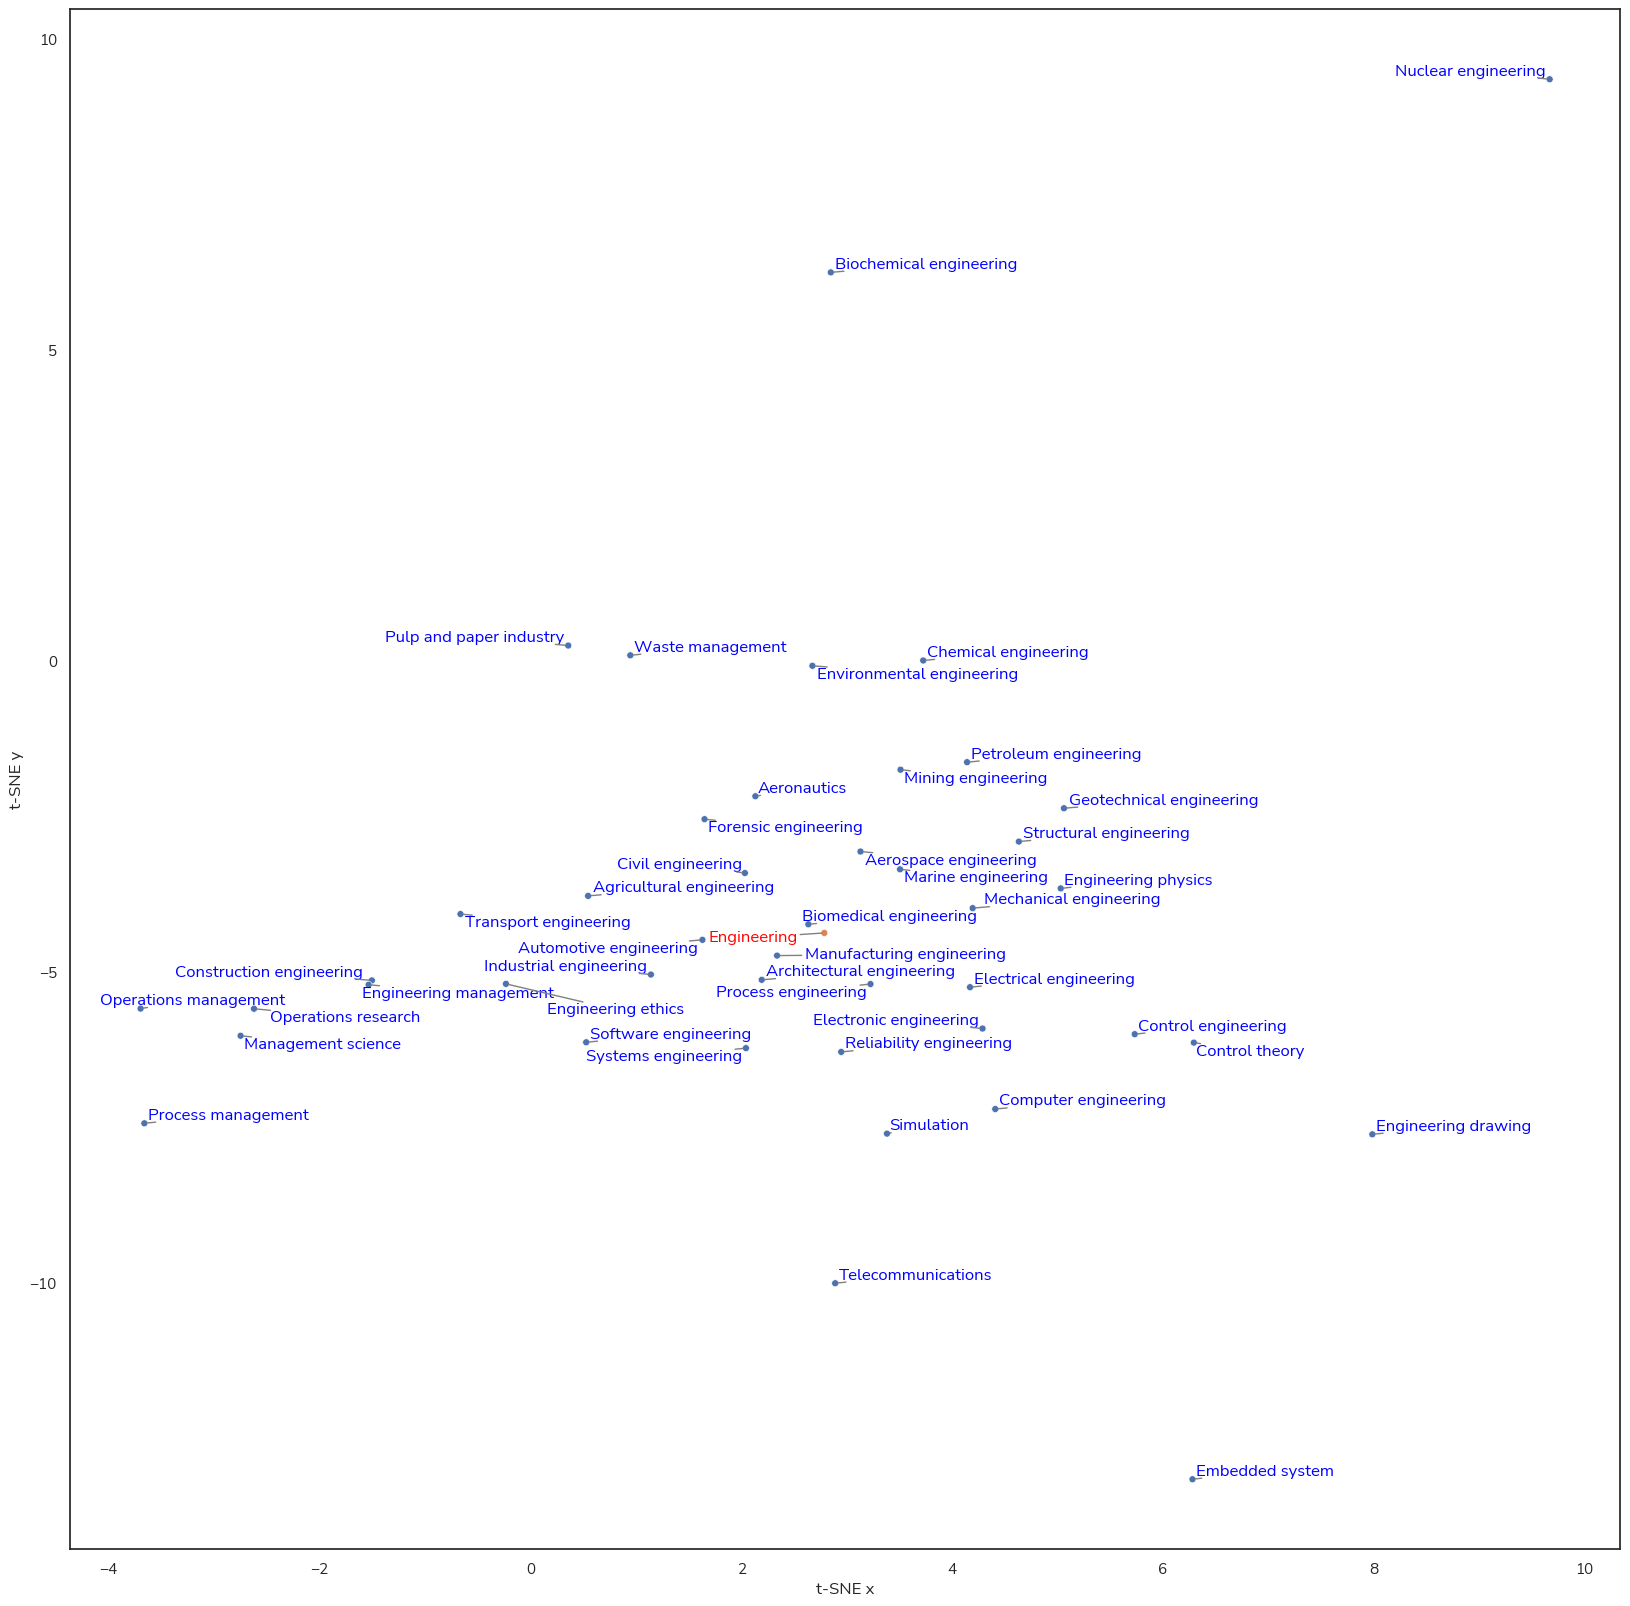 10
Nuclear engineering
Biochemical engineering
5
Pulp and paper industry
Waste management
Chemical engineering
0
Environmental engineering
Petroleum engineering
Mining engineering
t-SNE y
Aeronautics
Geotechnical engineering
Forensic engineering
Structural engineering
Civil engineering
Aerospace engineering
Marine engineering
Engineering physics
Agricultural engineering
Mechanical engineering
Biomedical engineering
Transport engineering
Engineering
Automotive engineering
Manufacturing engineering
Industrial engineering
Construction engineering
Architectural engineering
−5
Electrical engineering
Engineering management
Process engineering
Operations management
Engineering ethics
Operations research
Electronic engineering
Control engineering
Software engineering
Management science
Reliability engineering
Control theory
Systems engineering
Computer engineering
Process management
Simulation
Engineering drawing
Telecommunications
−10
Embedded system
−4
−2
0
2
4
6
8
10
t-SNE x